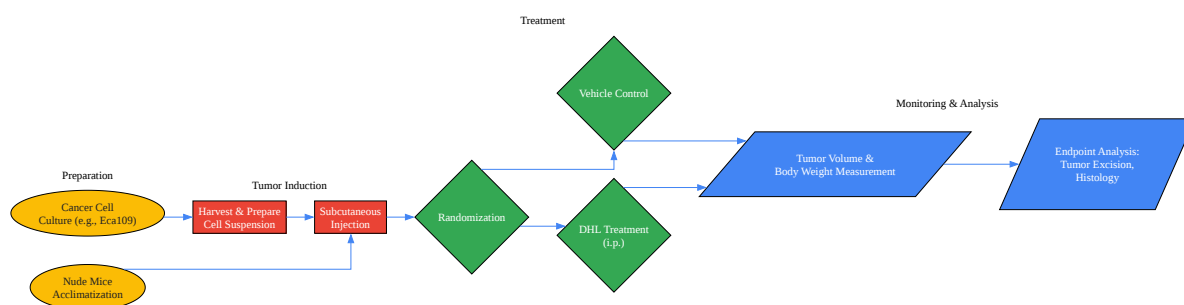 Preparation
Cancer Cell
Culture (e.g., Eca109)
Nude Mice
Acclimatization
Tumor Induction
Harvest & Prepare
Cell Suspension
Subcutaneous
Injection
Treatment
Randomization
Vehicle Control
DHL Treatment
(i.p.)
Monitoring & Analysis
Tumor Volume &
Body Weight Measurement
Endpoint Analysis:
Tumor Excision,
Histology